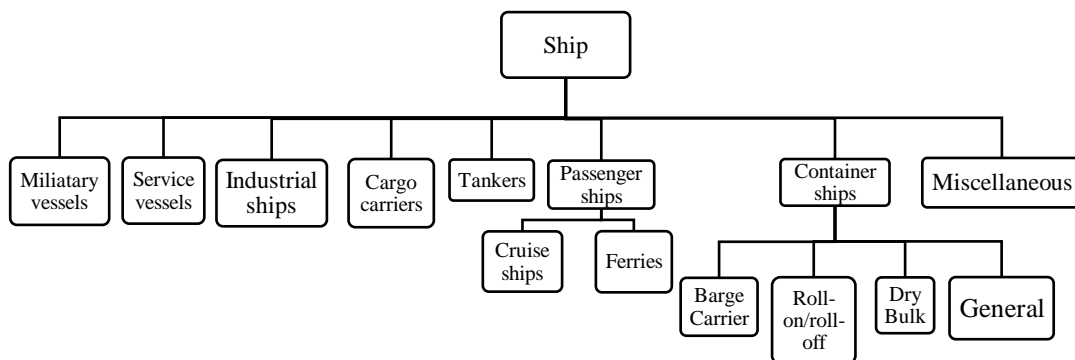 Ship
Miliatary
vessels
Service
vessels
Industrial
ships
Cargo
carriers
Tankers
Passenger
ships
Container
ships
Miscellaneous
Cruise
ships
Ferries
Barge
Carrier
Roll-
on/roll-
off
Dry
Bulk
General